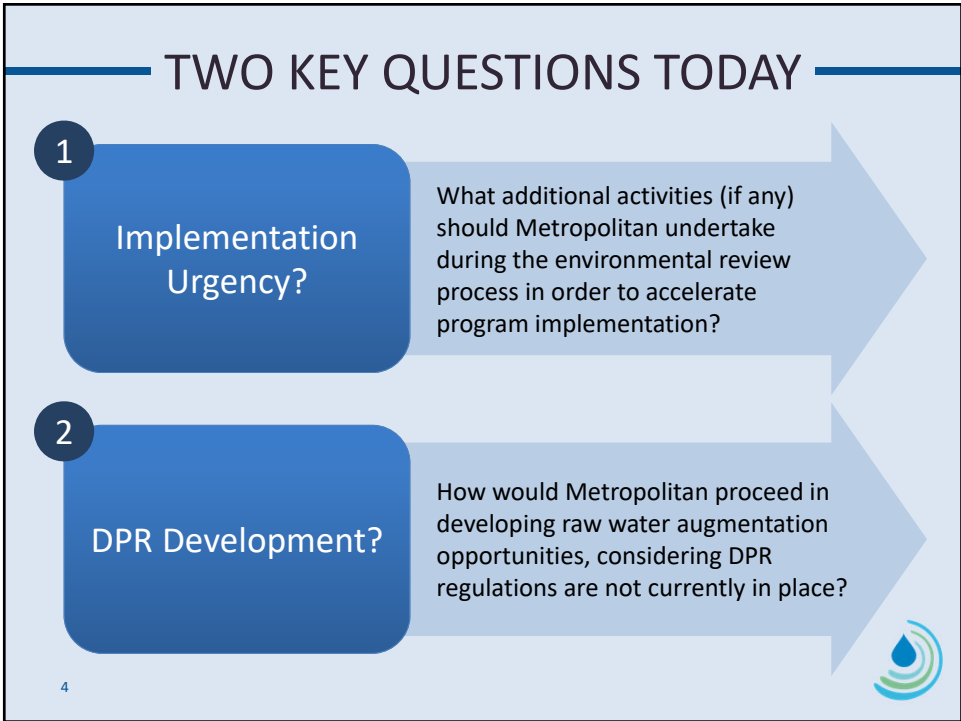 TWO KEY QUESTIONS TODAY
1
Implementation
Urgency?
What additional activities (if any)
should Metropolitan undertake
during the environmental review
process in order to accelerate
program implementation?
2
DPR Development?
How would Metropolitan proceed in
developing raw water augmentation
opportunities, considering DPR
regulations are not currently in place?
4